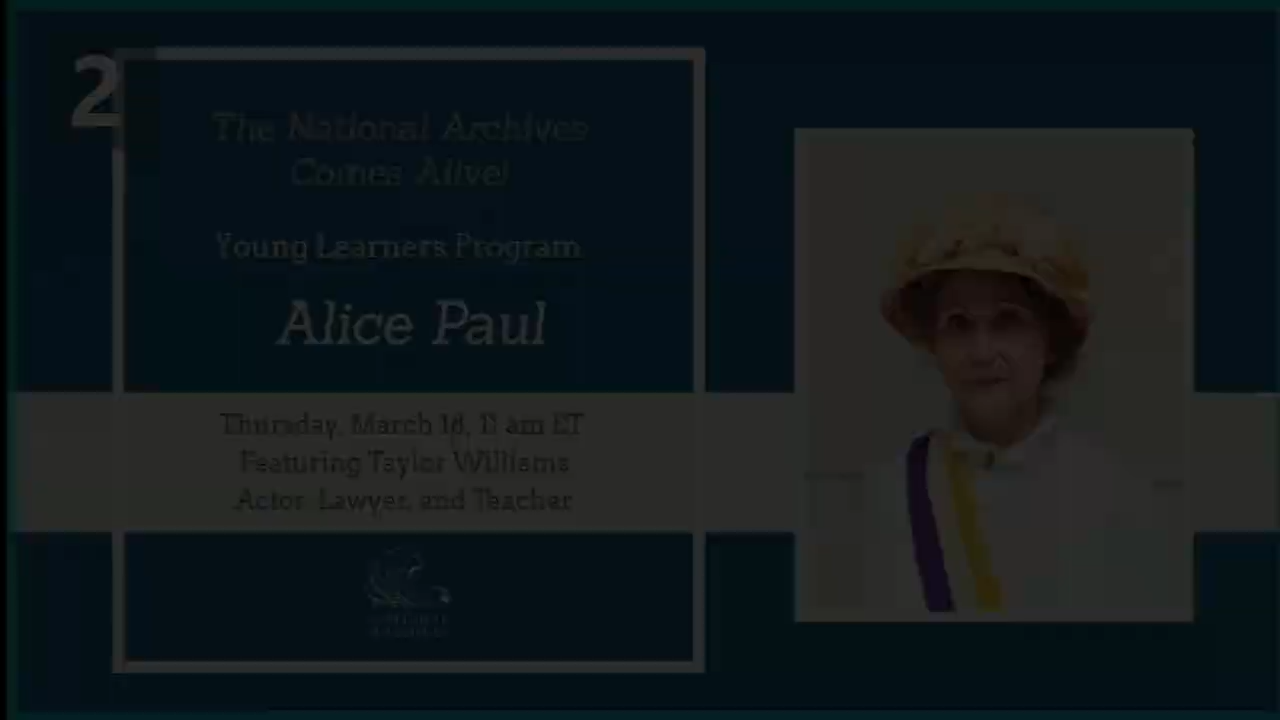 2
The National Archives
Comes Alive!
Young Learners Program
Alice Paul
Thursday, March 18, 11 am ET
Featuring Taylor Williams
Actor, Lawyer, and Teacher